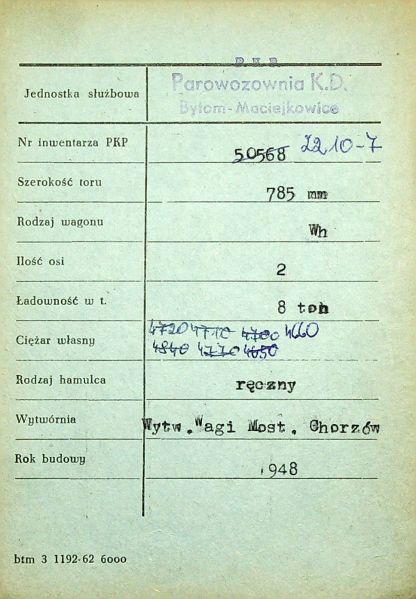 P K P
Jednostka służbowa Parowozownia K.D.
Bytom-Maciejkowice
Nr inwentarza PKP 50568 2210-7
Szerokość toru 785 mm
Rodzaj wagonu Wh
Ilość osi 2
Ładowność w t. 8 ton
4720 4710 4700 4660
Ciężar własny 4840 4770 4650
Rodzaj hamulca ręczny
Wytwórnia Wytw. Wagi Most. Chorzów
Rok budowy 1948
btm 3 1192-62 6000